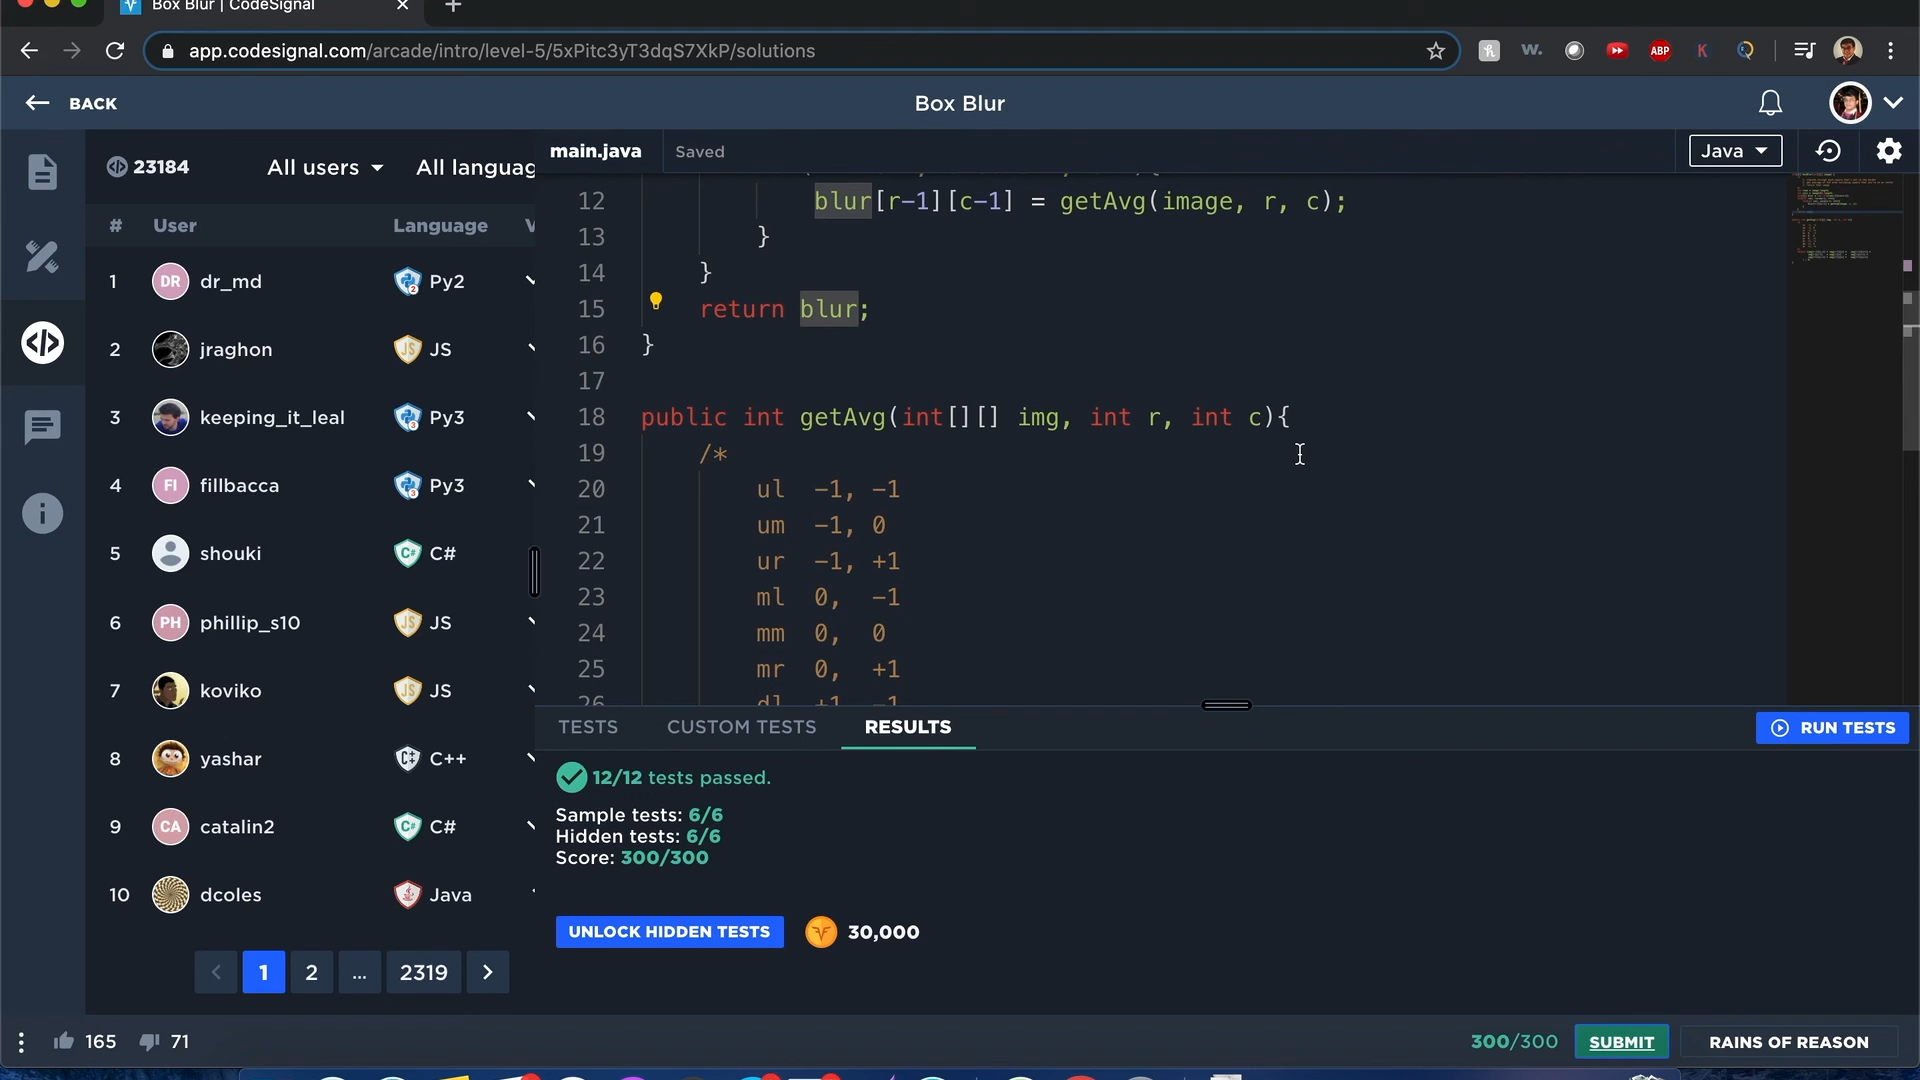 Box Blur | CodeSignal
app.codesignal.com/arcade/intro/level-5/5xPitc3yT3dqS7XkP/solutions
ABP
BACK
Box Blur
23184
All users
All languag
# User Language V
1 DR dr_md Py2
2 jraghon JS
3 keeping_it_leal Py3
4 FI fillbacca Py3
5 shouki C#
6 PH phillip_s10 JS
7 koviko JS
8 yashar C++
9 CA catalin2 C#
10 dcoles Java
1 2 ... 2319
main.java
Saved
Java
12 blur[r-1][c-1] = getAvg(image, r, c);
13 }
14 }
15 return blur;
16 }
17
18 public int getAvg(int[][] img, int r, int c){
19 /*
20 ul -1, -1
21 um -1, 0
22 ur -1, +1
23 ml 0, -1
24 mm 0, 0
25 mr 0, +1
26 dl +1 -1
TESTS CUSTOM TESTS RESULTS
RUN TESTS
12/12 tests passed.
Sample tests: 6/6
Hidden tests: 6/6
Score: 300/300
UNLOCK HIDDEN TESTS 30,000
165 71
300/300
SUBMIT
RAINS OF REASON